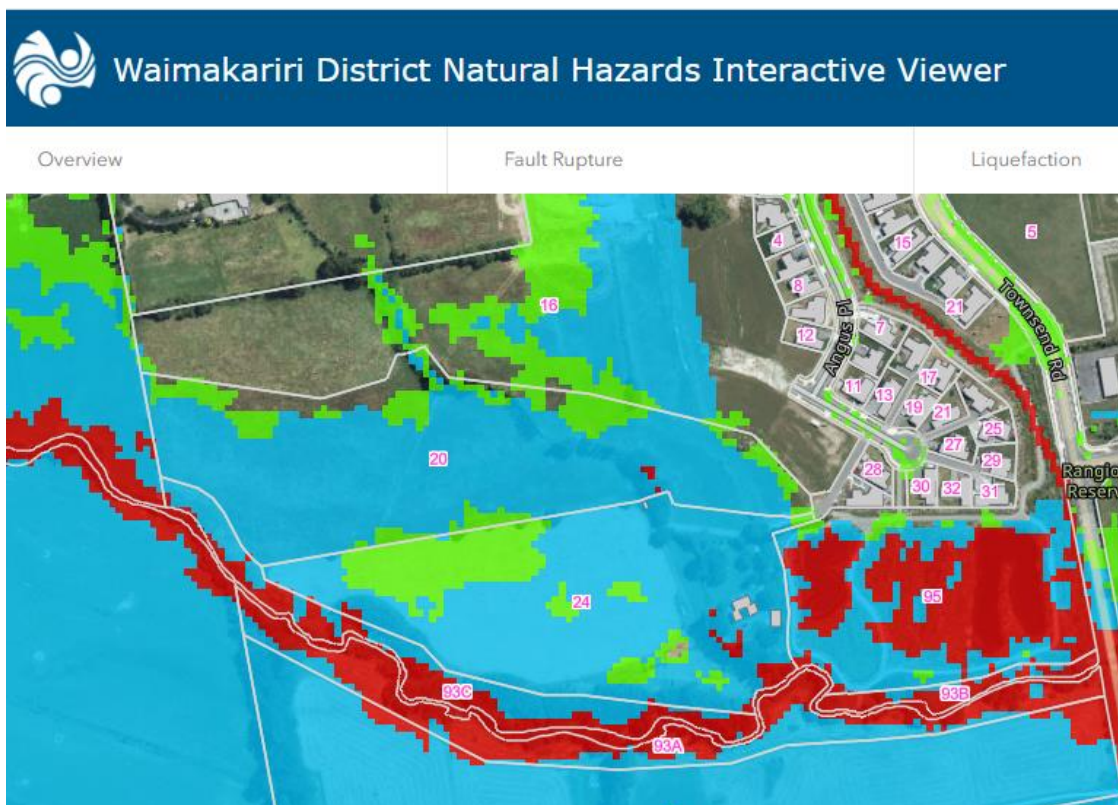 Waimakariri District Natural Hazards Interactive Viewer
Overview
Fault Rupture
Liquefaction
4
15
5
8
16
21
12
7
Angus Pl
Townsend Rd
11
13
17
19
21
25
20
27
28
29
30
32
31
24
95
93C
93B
93A